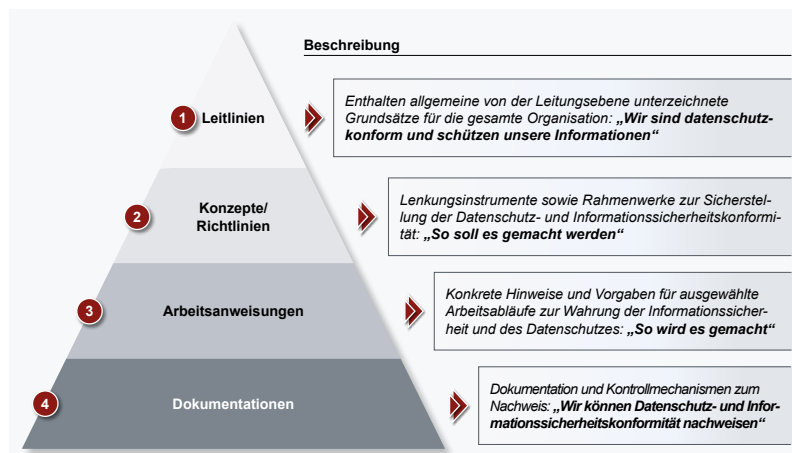 Beschreibung
1 Leitlinien
Enthalten allgemeine von der Leitungsebene unterzeichnete
Grundsätze für die gesamte Organisation: „Wir sind datenschutz-
konform und schützen unsere Informationen“
2 Konzepte/
Richtlinien
Lenkungsinstrumente sowie Rahmenwerke zur Sicherstel-
lung der Datenschutz- und Informationssicherheitskonformi-
tät: „So soll es gemacht werden“
3 Arbeitsanweisungen
Konkrete Hinweise und Vorgaben für ausgewählte
Arbeitsabläufe zur Wahrung der Informationssicher-
heit und des Datenschutzes: „So wird es gemacht“
4 Dokumentationen
Dokumentation und Kontrollmechanismen zum
Nachweis: „Wir können Datenschutz- und Infor-
mationssicherheitskonformität nachweisen“